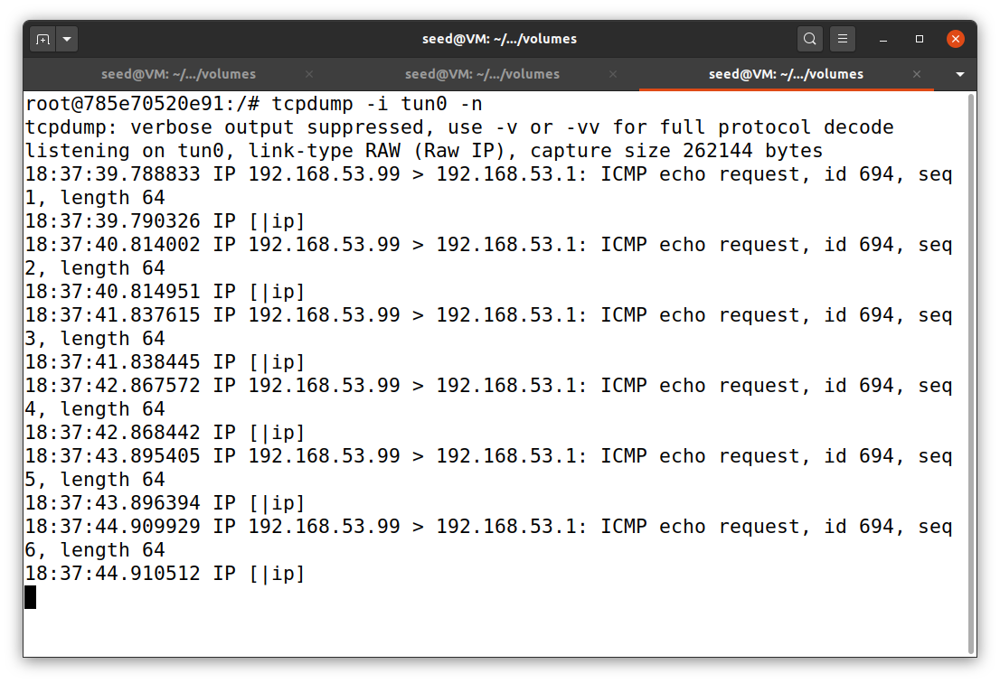 seed@VM: ~/.../volumes
seed@VM: ~/.../volumes seed@VM: ~/.../volumes seed@VM: ~/.../volumes
root@785e70520e91:/# tcpdump -i tun0 -n
tcpdump: verbose output suppressed, use -v or -vv for full protocol decode
listening on tun0, link-type RAW (Raw IP), capture size 262144 bytes
18:37:39.788833 IP 192.168.53.99 > 192.168.53.1: ICMP echo request, id 694, seq
1, length 64
18:37:39.790326 IP [|ip]
18:37:40.814002 IP 192.168.53.99 > 192.168.53.1: ICMP echo request, id 694, seq
2, length 64
18:37:40.814951 IP [|ip]
18:37:41.837615 IP 192.168.53.99 > 192.168.53.1: ICMP echo request, id 694, seq
3, length 64
18:37:41.838445 IP [|ip]
18:37:42.867572 IP 192.168.53.99 > 192.168.53.1: ICMP echo request, id 694, seq
4, length 64
18:37:42.868442 IP [|ip]
18:37:43.895405 IP 192.168.53.99 > 192.168.53.1: ICMP echo request, id 694, seq
5, length 64
18:37:43.896394 IP [|ip]
18:37:44.909929 IP 192.168.53.99 > 192.168.53.1: ICMP echo request, id 694, seq
6, length 64
18:37:44.910512 IP [|ip]